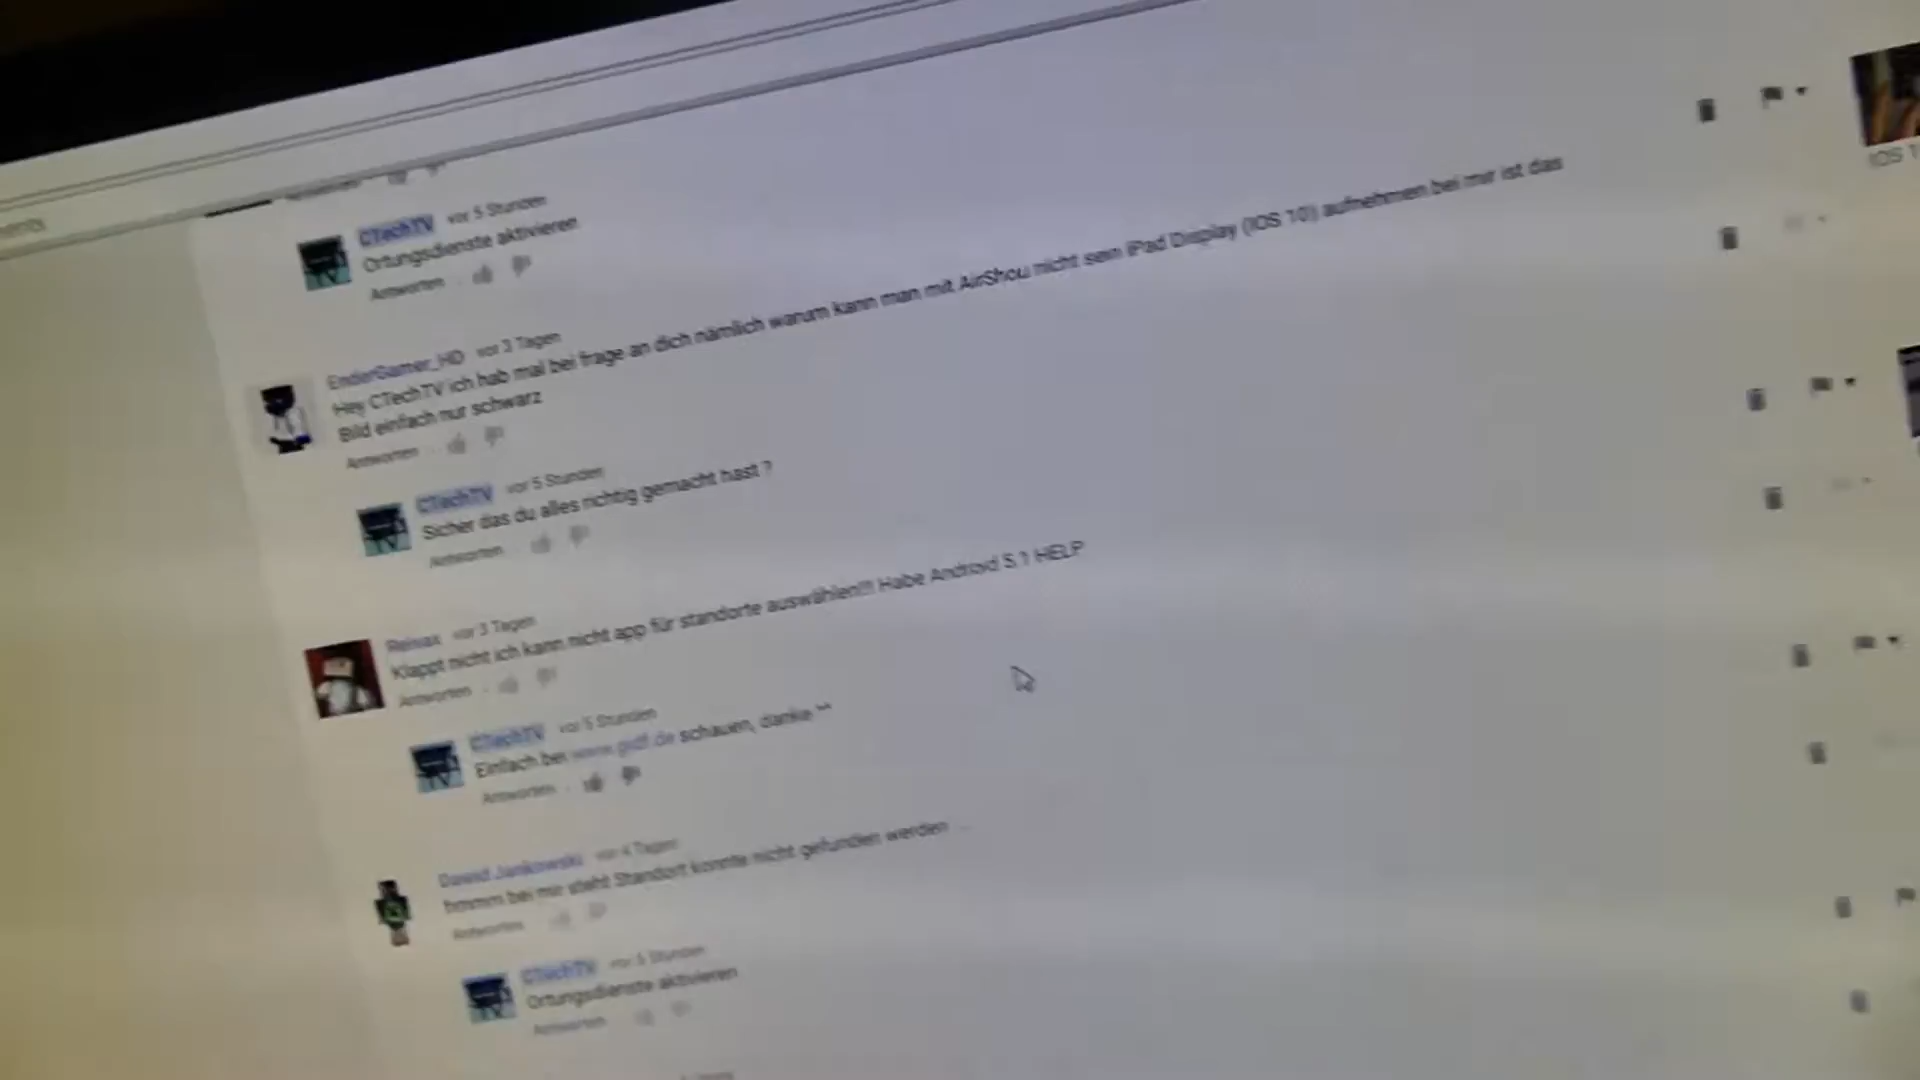 CTechTV vor 5 Stunden
Ortungsdienste aktivieren
Antworten
EnderGamer_HD vor 3 Tagen
Hey CTechTV ich hab mal bei frage an dich nämlich warum kann man mit AirShou nicht sein iPad Display (IOS 10) aufnehmen bei mir ist das
Bild einfach nur schwarz
Antworten
CTechTV vor 5 Stunden
Sicher das du alles richtig gemacht hast ?
Antworten
vor 3 Tagen
Klappt nicht ich kann nicht app für standorte auswählen!!! Habe Android 5.1 HELP
Antworten
CTechTV vor 5 Stunden
Einfach bei schauen, danke ^^
Antworten
Dawid Jankowski vor 4 Tagen
hmmm bei mir steht Standort konnte nicht gefunden werden ...
Antworten
CTechTV vor 5 Stunden
Ortungsdienste aktivieren
Antworten